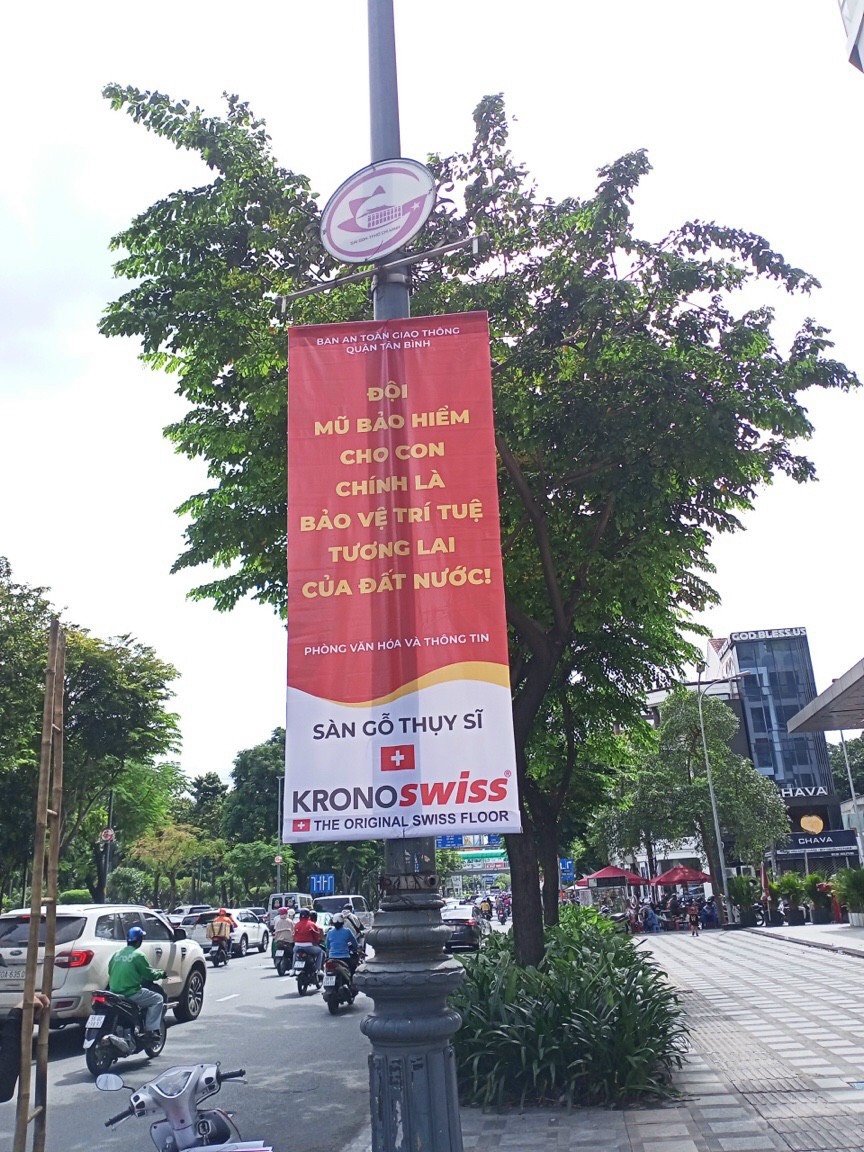 BAN AN TOÀN GIAO THÔNG
QUẬN TÂN BÌNH
ĐỘI
MŨ BẢO HIỂM
CHO CON
CHÍNH LÀ
BẢO VỆ TRÍ TUỆ
TƯƠNG LAI
CỦA ĐẤT NƯỚC!
PHÒNG VĂN HÓA VÀ THÔNG TIN
SÀN GỖ THỤY SĨ
KRONOSWISS®
THE ORIGINAL SWISS FLOOR
GOD BLESS US
CHAVA
CHAVA